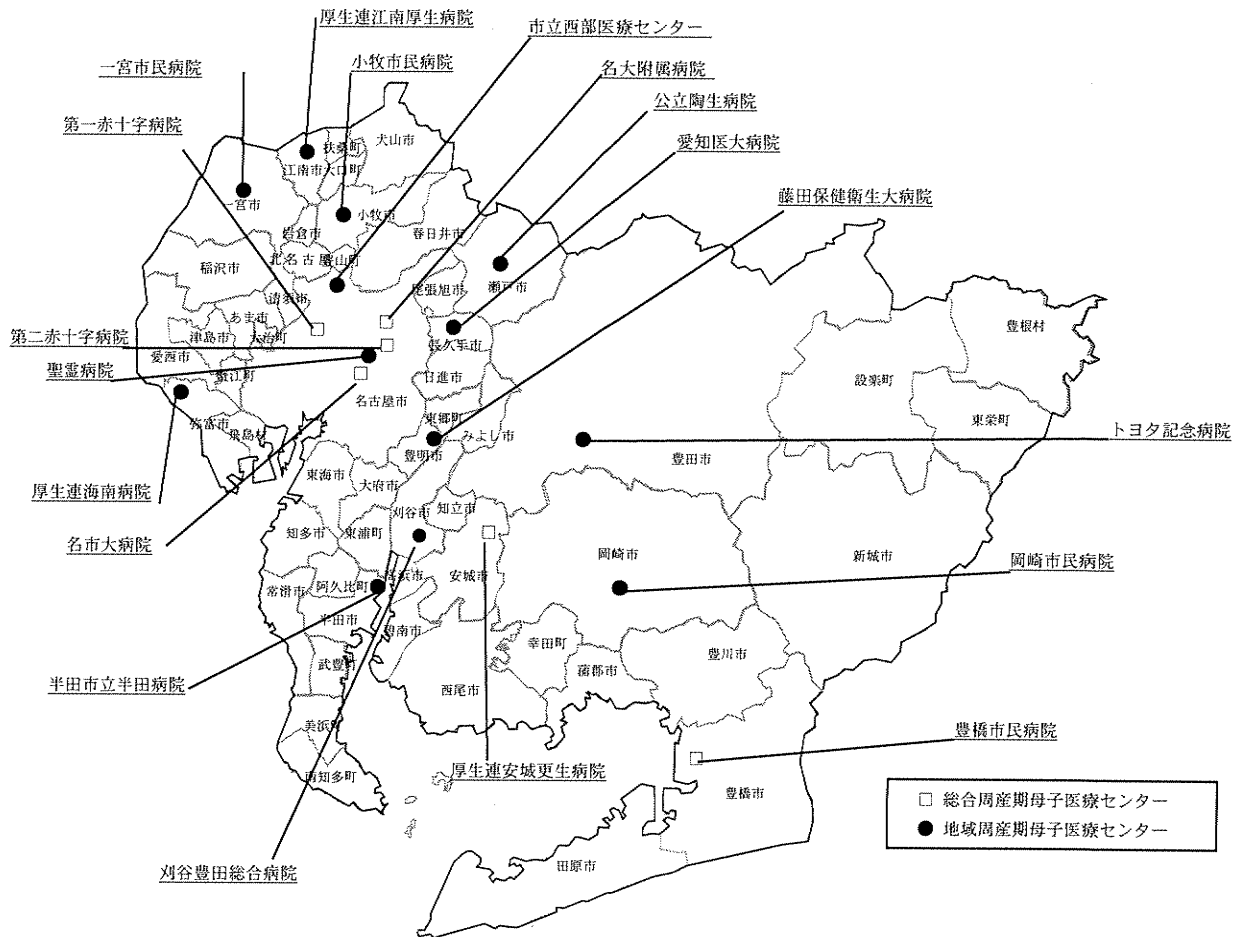 厚生連江南厚生病院
市立西部医療センター
一宮市民病院
小牧市民病院
名大附属病院
第一赤十字病院
公立陶生病院
愛知医大病院
藤田保健衛生大病院
犬山市
扶桑町
江南市
大口町
一宮市
小牧市
岩倉市
春日井市
北名古屋
豊山町
稲沢市
尾張旭市
瀬戸市
清須市
あま市
津島市
大治町
豊根村
第二赤十字病院
長久手市
愛西市
聖霊病院
蟹江町
日進市
設楽町
名古屋市
弥富市
飛島村
東郷町
みよし市
東栄町
トヨタ記念病院
豊明市
豊田市
東海市
大府市
厚生連海南病院
刈谷市
知立市
知多市
東浦町
名市大病院
岡崎市
新城市
岡崎市民病院
高浜市
安城市
阿久比町
常滑市
半田市
碧南市
幸田町
豊川市
武豊町
蒲郡市
半田市立半田病院
西尾市
美浜町
豊橋市民病院
厚生連安城更生病院
南知多町
豊橋市
総合周産期母子医療センター
地域周産期母子医療センター
刈谷豊田総合病院
田原市